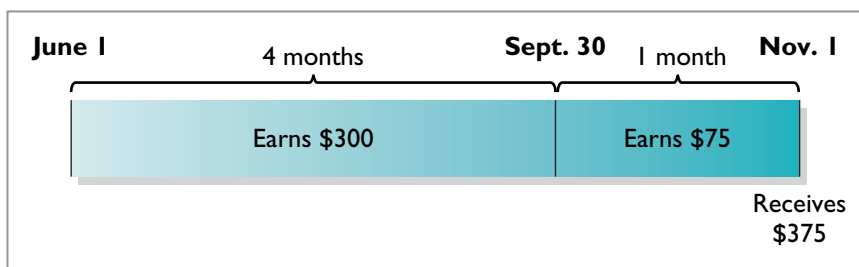 June 1
4 months
Sept. 30
1 month
Nov. 1
Earns $300
Earns $75
Receives
$375